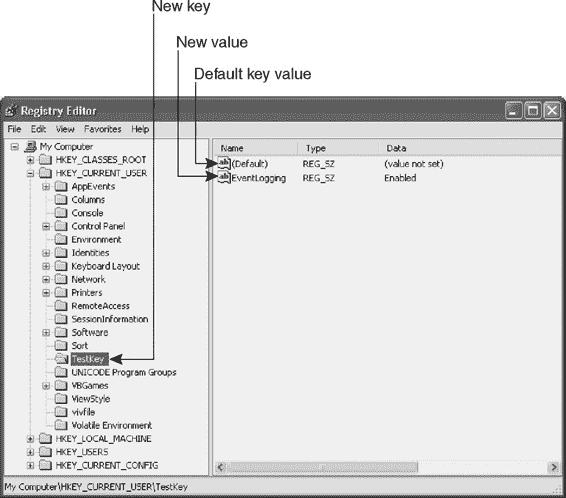 New key
New value
Default key value
Registry Editor
File Edit View Favorites Help
My Computer
HKEY_CLASSES_ROOT
HKEY_CURRENT_USER
AppEvents
Columns
Console
Control Panel
Environment
Identities
Keyboard Layout
Network
Printers
RemoteAccess
SessionInformation
Software
Sort
TestKey
UNICODE Program Groups
VBGames
ViewStyle
vivfile
Volatile Environment
HKEY_LOCAL_MACHINE
HKEY_USERS
HKEY_CURRENT_CONFIG
Name Type Data
ab (Default) REG_SZ (value not set)
ab EventLogging REG_SZ Enabled
My Computer\HKEY_CURRENT_USER\TestKey